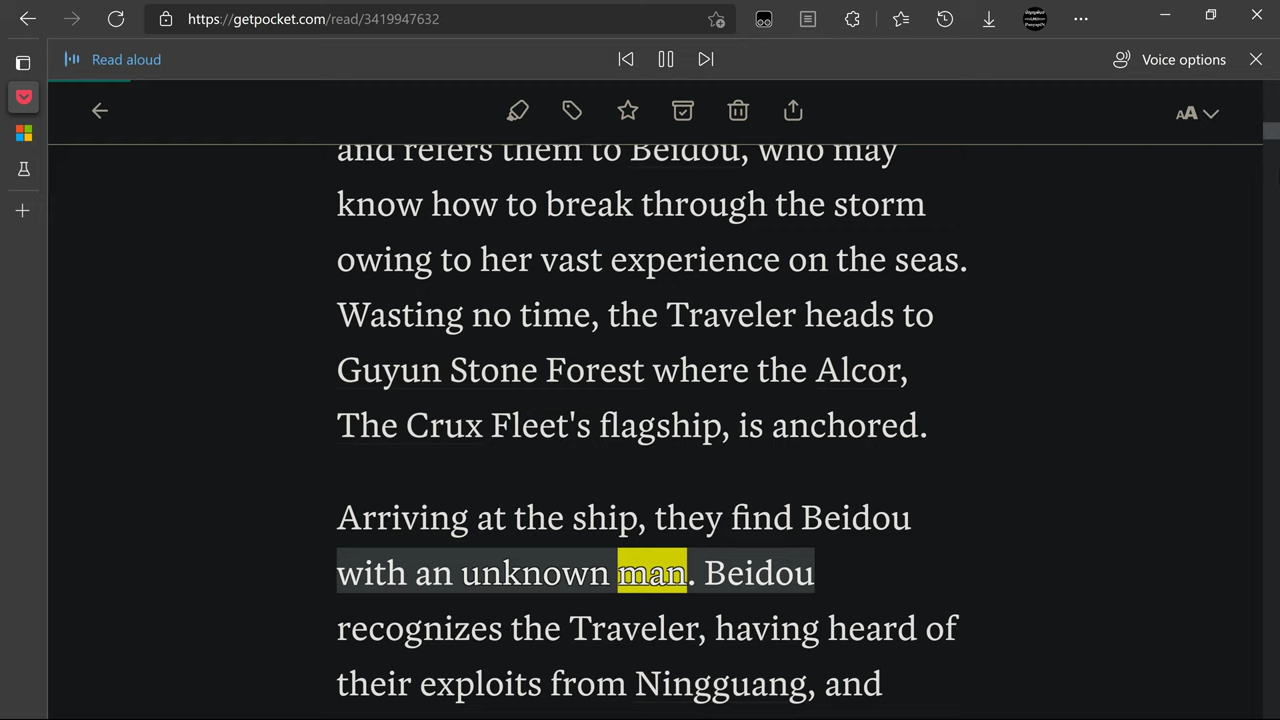 https://getpocket.com/read/3419947632
Read aloud
Voice options
AA
and refers them to Beidou, who may
know how to break through the storm
owing to her vast experience on the seas.
Wasting no time, the Traveler heads to
Guyun Stone Forest where the Alcor,
The Crux Fleet's flagship, is anchored.
Arriving at the ship, they find Beidou
with an unknown man. Beidou
recognizes the Traveler, having heard of
their exploits from Ningguang, and